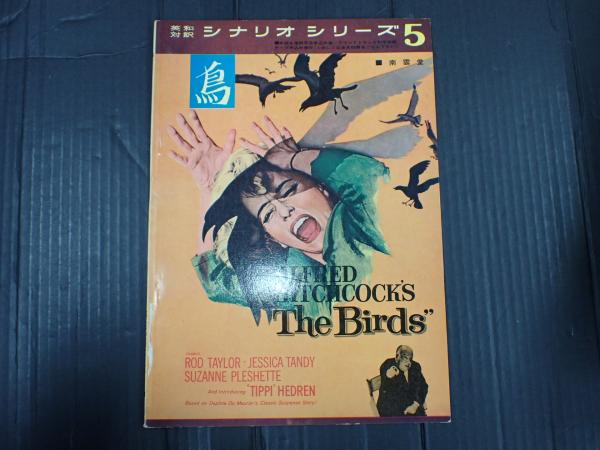 英和
対訳
シナリオ シリーズ 5
■南雲堂
鳥
ALFRED
HITCHCOCK'S
"The Birds"
ROD TAYLOR · JESSICA TANDY
SUZANNE PLESHETTE
And Introducing 'TIPPI' HEDREN
Based on Daphne Du Maurier's Classic Suspense Story!